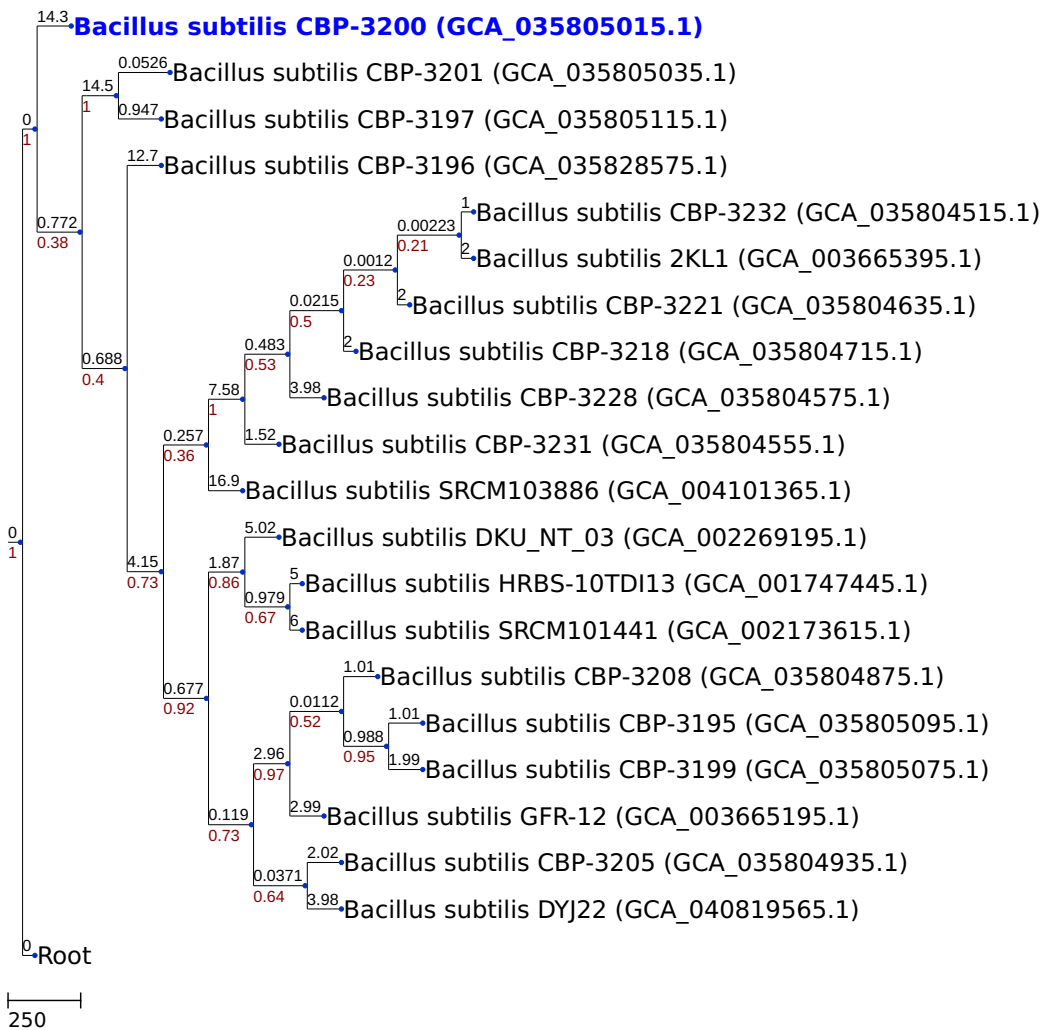 14.3 Bacillus subtilis CBP-3200 (GCA_035805015.1)
0.0526 Bacillus subtilis CBP-3201 (GCA_035805035.1)
14.5
1
0.947 Bacillus subtilis CBP-3197 (GCA_035805115.1)
0
1
12.7 Bacillus subtilis CBP-3196 (GCA_035828575.1)
1 Bacillus subtilis CBP-3232 (GCA_035804515.1)
0.772
0.38
0.00223
0.21
2 Bacillus subtilis 2KL1 (GCA_003665395.1)
0.0012
0.23
2 Bacillus subtilis CBP-3221 (GCA_035804635.1)
0.0215
0.5
2 Bacillus subtilis CBP-3218 (GCA_035804715.1)
0.483
0.53
0.688
0.4
3.98 Bacillus subtilis CBP-3228 (GCA_035804575.1)
7.58
1
1.52 Bacillus subtilis CBP-3231 (GCA_035804555.1)
0.257
0.36
16.9 Bacillus subtilis SRCM103886 (GCA_004101365.1)
0
1
5.02 Bacillus subtilis DKU_NT_03 (GCA_002269195.1)
4.15
0.73
1.87
0.86
5 Bacillus subtilis HRBS-10TDI13 (GCA_001747445.1)
0.979
0.67
6 Bacillus subtilis SRCM101441 (GCA_002173615.1)
1.01 Bacillus subtilis CBP-3208 (GCA_035804875.1)
0.677
0.92
0.0112
0.52
1.01 Bacillus subtilis CBP-3195 (GCA_035805095.1)
0.988
0.95
1.99 Bacillus subtilis CBP-3199 (GCA_035805075.1)
2.96
0.97
2.99 Bacillus subtilis GFR-12 (GCA_003665195.1)
0.119
0.73
2.02 Bacillus subtilis CBP-3205 (GCA_035804935.1)
0.0371
0.64
3.98 Bacillus subtilis DYJ22 (GCA_040819565.1)
0 Root
250